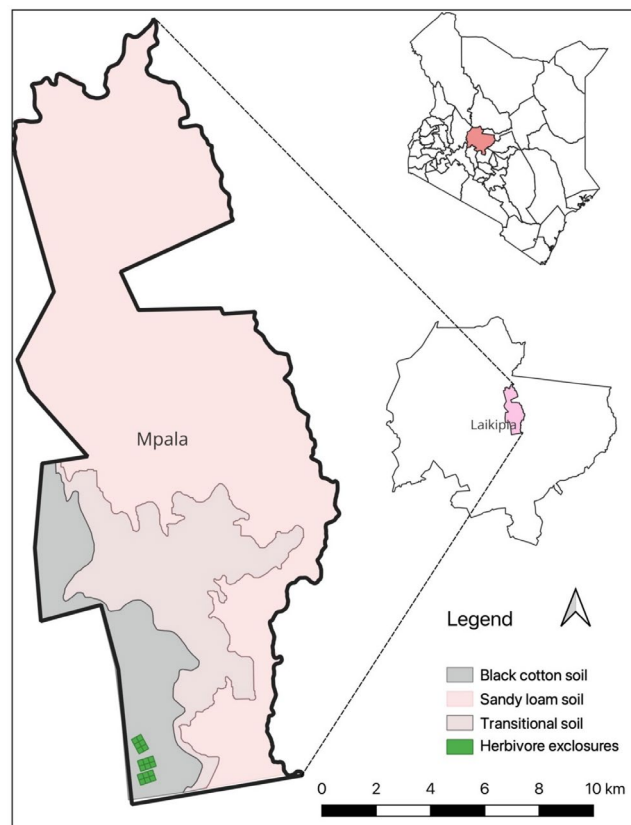 Mpala
Laikipia
Legend
Black cotton soil
Sandy loam soil
Transitional soil
Herbivore exclosures
0 2 4 6 8 10 km